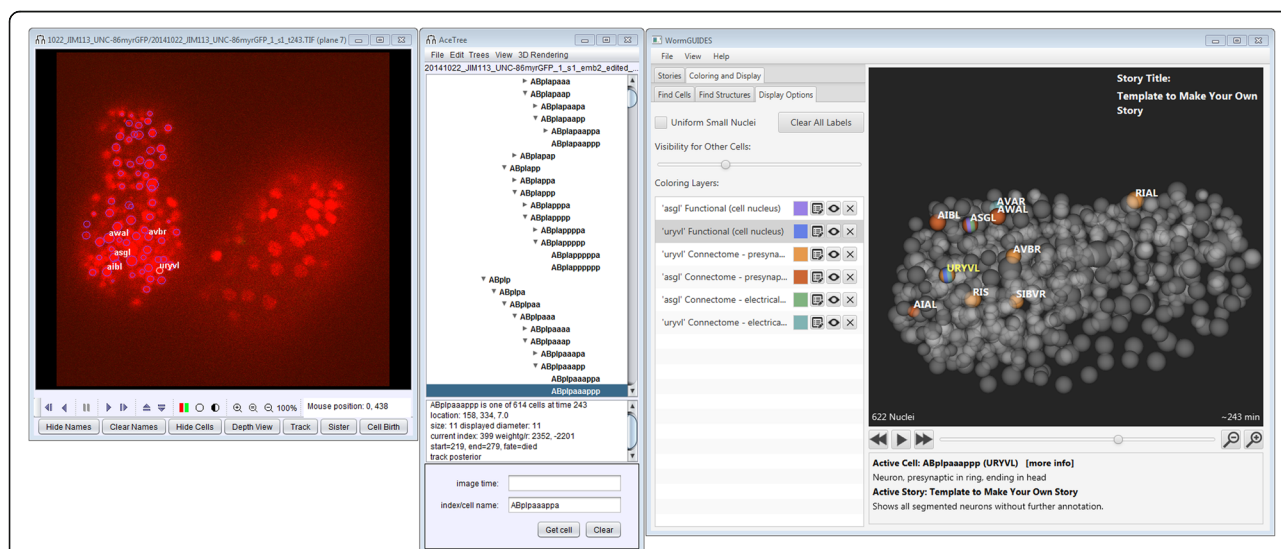 1022_JIM113_UNC-86myrGFP/20141022_JIM113_UNC-86myrGFP_1_s1_t243.TIF (plane 7)
awal
avbr
asgl
aibl
uryvl
100%
Mouse position: 0, 438
Hide Names
Clear Names
Hide Cells
Depth View
Track
Sister
Cell Birth
AceTree
File Edit Trees View 3D Rendering
20141022_JIM113_UNC-86myrGFP_1_s1_emb2_edited_...
ABplapaaa
ABplapaap
ABplapaapa
ABplapaapp
ABplapaappa
ABplapaappp
ABplapap
ABplapp
ABplappa
ABplappp
ABplapppa
ABplapppp
ABplappppa
ABplappppp
ABplpppppa
ABplpppppp
ABplp
ABplpa
ABplpaa
ABplpaaa
ABplpaaaa
ABplpaaap
ABplpaaapa
ABplpaaapp
ABplpaaappa
ABplpaaappp
ABplpaaappp is one of 614 cells at time 243
location: 158, 334, 7.0
size: 11 displayed diameter: 11
current index: 399 weightg/r: 2352, -2201
start=219, end=279, fate=died
track posterior
image time:
index/cell name: ABplpaaappa
Get cell
Clear
WormGUIDES
File View Help
Stories
Coloring and Display
Find Cells
Find Structures
Display Options
Uniform Small Nuclei
Clear All Labels
Visibility for Other Cells:
Coloring Layers:
'asgl' Functional (cell nucleus)
'uryvl' Functional (cell nucleus)
'uryvl' Connectome - presyna...
'asgl' Connectome - presynap...
'asgl' Connectome - electrical...
'uryvl' Connectome - electrica...
Story Title:
Template to Make Your Own
Story
RIAL
AVAR
AWAL
AIBL
ASGL
AVBR
URYVL
RIS
SIBVR
AIAL
622 Nuclei
~243 min
Active Cell: ABplpaaappp (URYVL) [more info]
Neuron, presynaptic in ring, ending in head
Active Story: Template to Make Your Own Story
Shows all segmented neurons without further annotation.